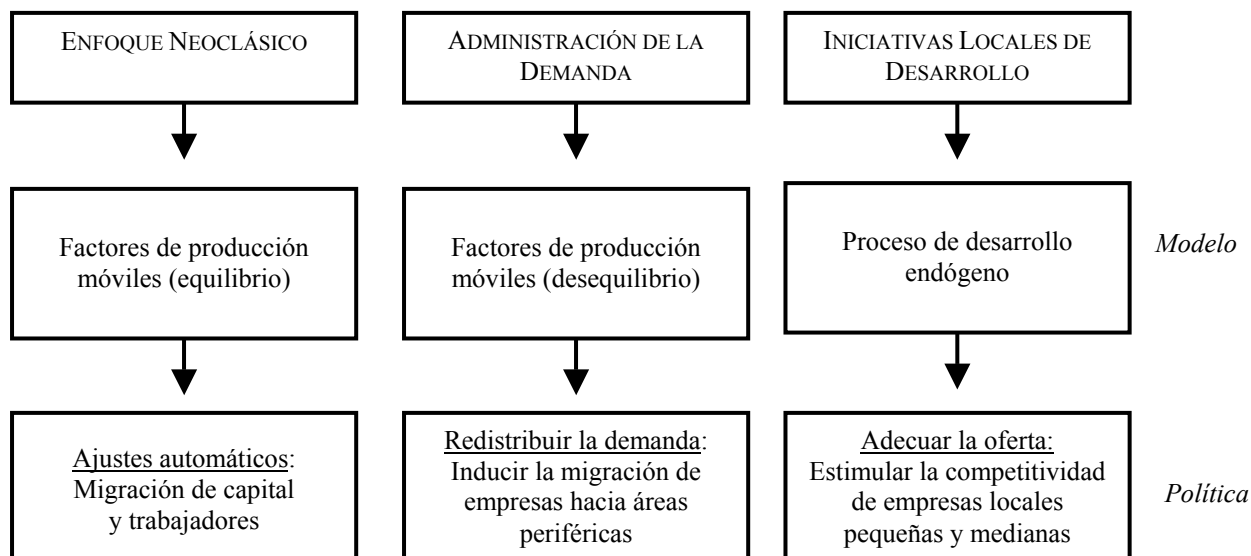 ENFOQUE NEOCLÁSICO
ADMINISTRACIÓN DE LA
DEMANDA
INICIATIVAS LOCALES DE
DESARROLLO
Factores de producción
móviles (equilibrio)
Factores de producción
móviles (desequilibrio)
Proceso de desarrollo
endógeno
Modelo
Ajustes automáticos:
Migración de capital
y trabajadores
Redistribuir la demanda:
Inducir la migración de
empresas hacia áreas
periféricas
Adecuar la oferta:
Estimular la competitividad
de empresas locales
pequeñas y medianas
Política